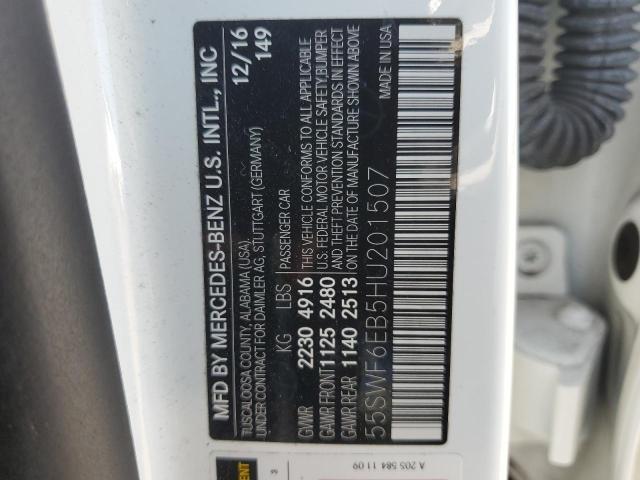 MFD BY MERCEDES-BENZ U.S. INTL., INC
TUSCALOOSA COUNTY, ALABAMA (USA)
UNDER CONTRACT FOR DAIMLER AG, STUTTGART (GERMANY)
12/16
149
KG LBS PASSENGER CAR
GVWR 2230 4916 THIS VEHICLE CONFORMS TO ALL APPLICABLE
GAWR FRONT 1125 2480 U.S. FEDERAL MOTOR VEHICLE SAFETY, BUMPER
AND THEFT PREVENTION STANDARDS IN EFFECT
GAWR REAR 1140 2513 ON THE DATE OF MANUFACTURE SHOWN ABOVE
55SWF6EB5HU201507 MADE IN USA
A 205 584 11 09